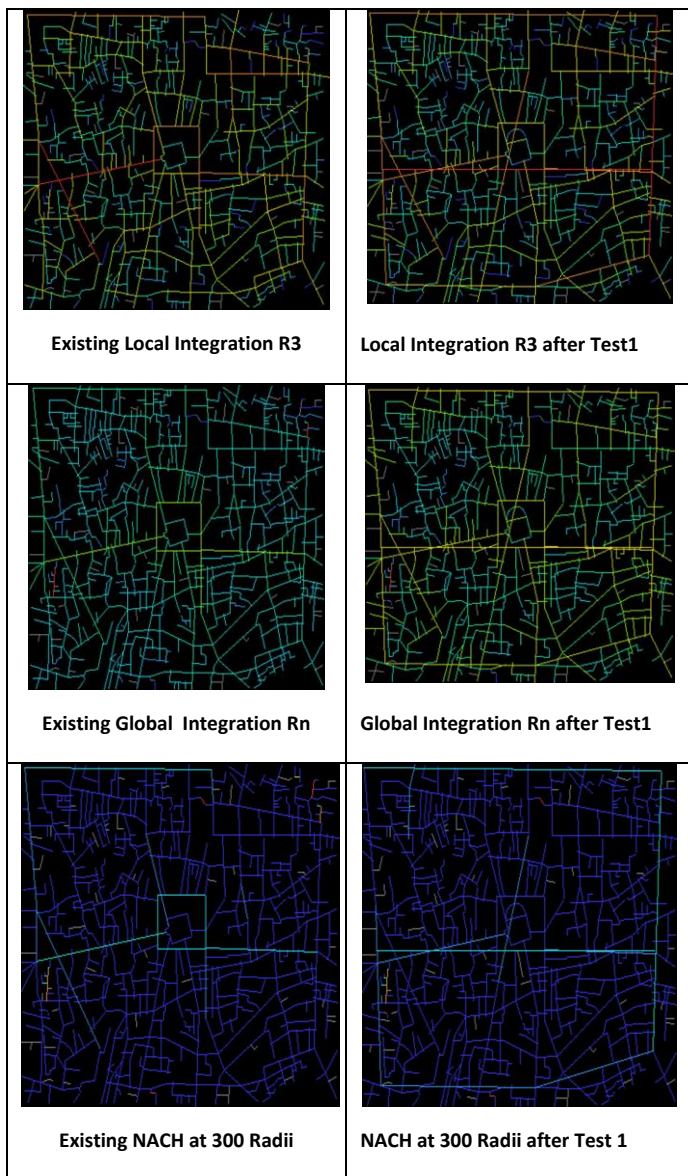 Existing Local Integration R3
Local Integration R3 after Test1
Existing Global Integration Rn
Global Integration Rn after Test1
Existing NACH at 300 Radii
NACH at 300 Radii after Test 1